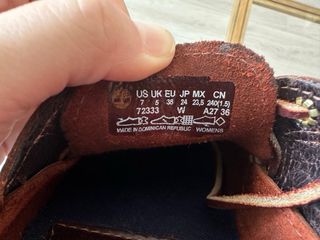 US UK EU JP MX CN
7 5 38 24 23,5 240(1.5)
72333 W A27 36
MADE IN DOMINICAN REPUBLIC WOMENS